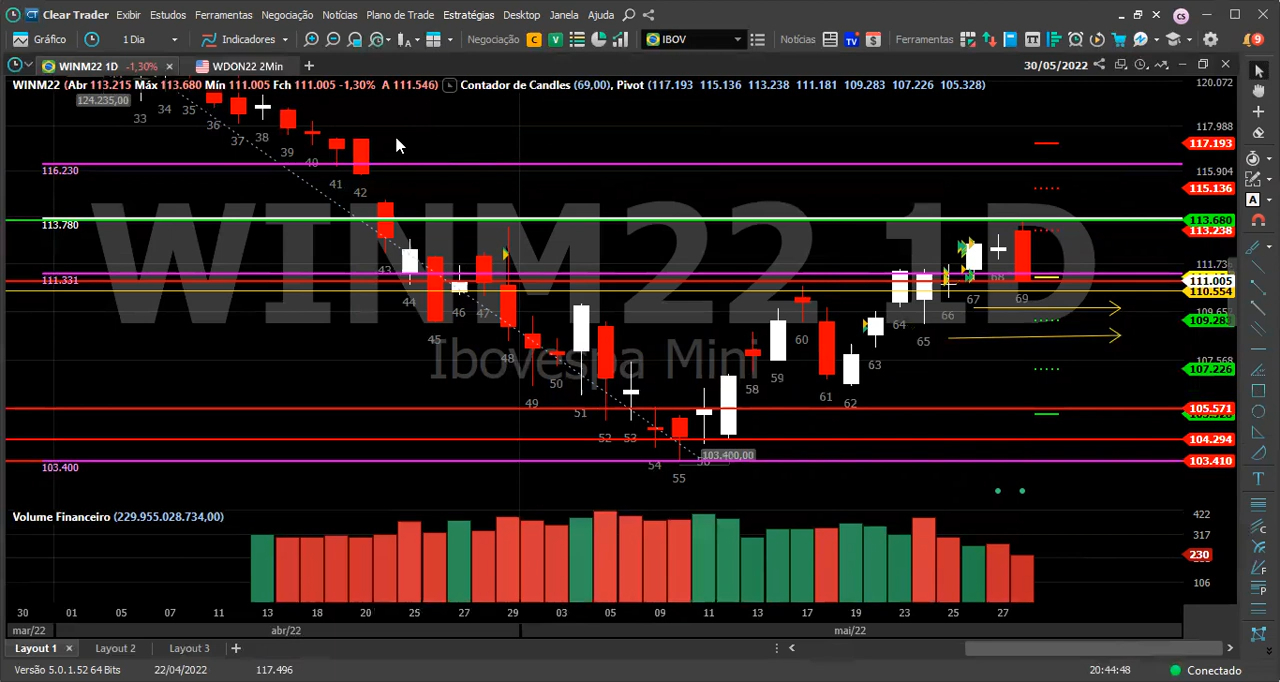 Clear Trader Exibir Estudos Ferramentas Negociação Notícias Plano de Trade Estratégias Desktop Janela Ajuda CS
Gráfico 1 Dia Indicadores Negociação C V IBOV Notícias TV $ Ferramentas TT 9
WINM22 1D -1,30% WDON22 2Min 30/05/2022
WINM22 (Abr 113.215 Máx 113.680 Mín 111.005 Fch 111.005 -1,30% A 111.546) Contador de Candles (69,00), Pivot (117.193 115.136 113.238 111.181 109.283 107.226 105.328)
124.235,00
120.072
33 34 35 36 37 38 39 40 41 42
117.988
117.193
116.230
115.904
115.136
113.780
113.680
113.238
WINM22 1D
111.331
111.73
111.005
110.554
109.65
109.283
43 44 45 46 47 48 49 50 51 52 53 54 55
58 59 60 61 62 63 64 65 66 67 68 69
Ibovespa Mini
107.568
107.226
105.571
104.294
103.400
103.410
103.400,00
Volume Financeiro (229.955.028.734,00)
422
317
230
106
30 01 05 07 11 13 18 20 25 27 29 03 05 09 11 13 17 19 23 25 27
mar/22 abr/22 mai/22
Layout 1 Layout 2 Layout 3
Versão 5.0.1.52 64 Bits 22/04/2022 117.496 20:44:48 Conectado